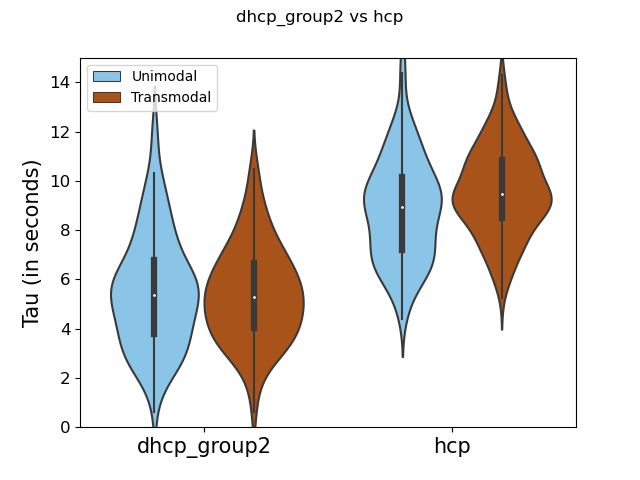 dhcp_group2 vs hcp
Unimodal
Transmodal
Tau (in seconds)
14
12
10
8
6
4
2
0
dhcp_group2 hcp